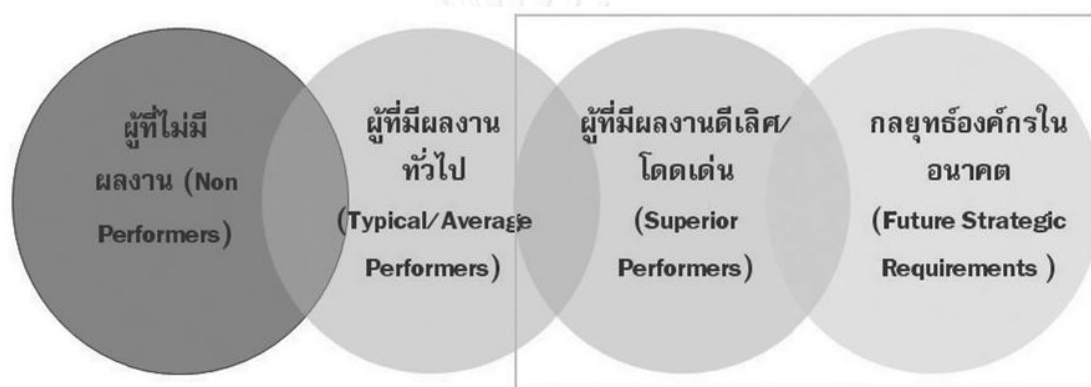 ผู้ที่ไม่มี
ผลงาน (Non
Performers)
ผู้ที่มีผลงาน
ทั่วไป
(Typical/Average
Performers)
ผู้ที่มีผลงานดีเลิศ/
โดดเด่น
(Superior
Performers)
กลยุทธ์องค์กรใน
อนาคต
(Future Strategic
Requirements )